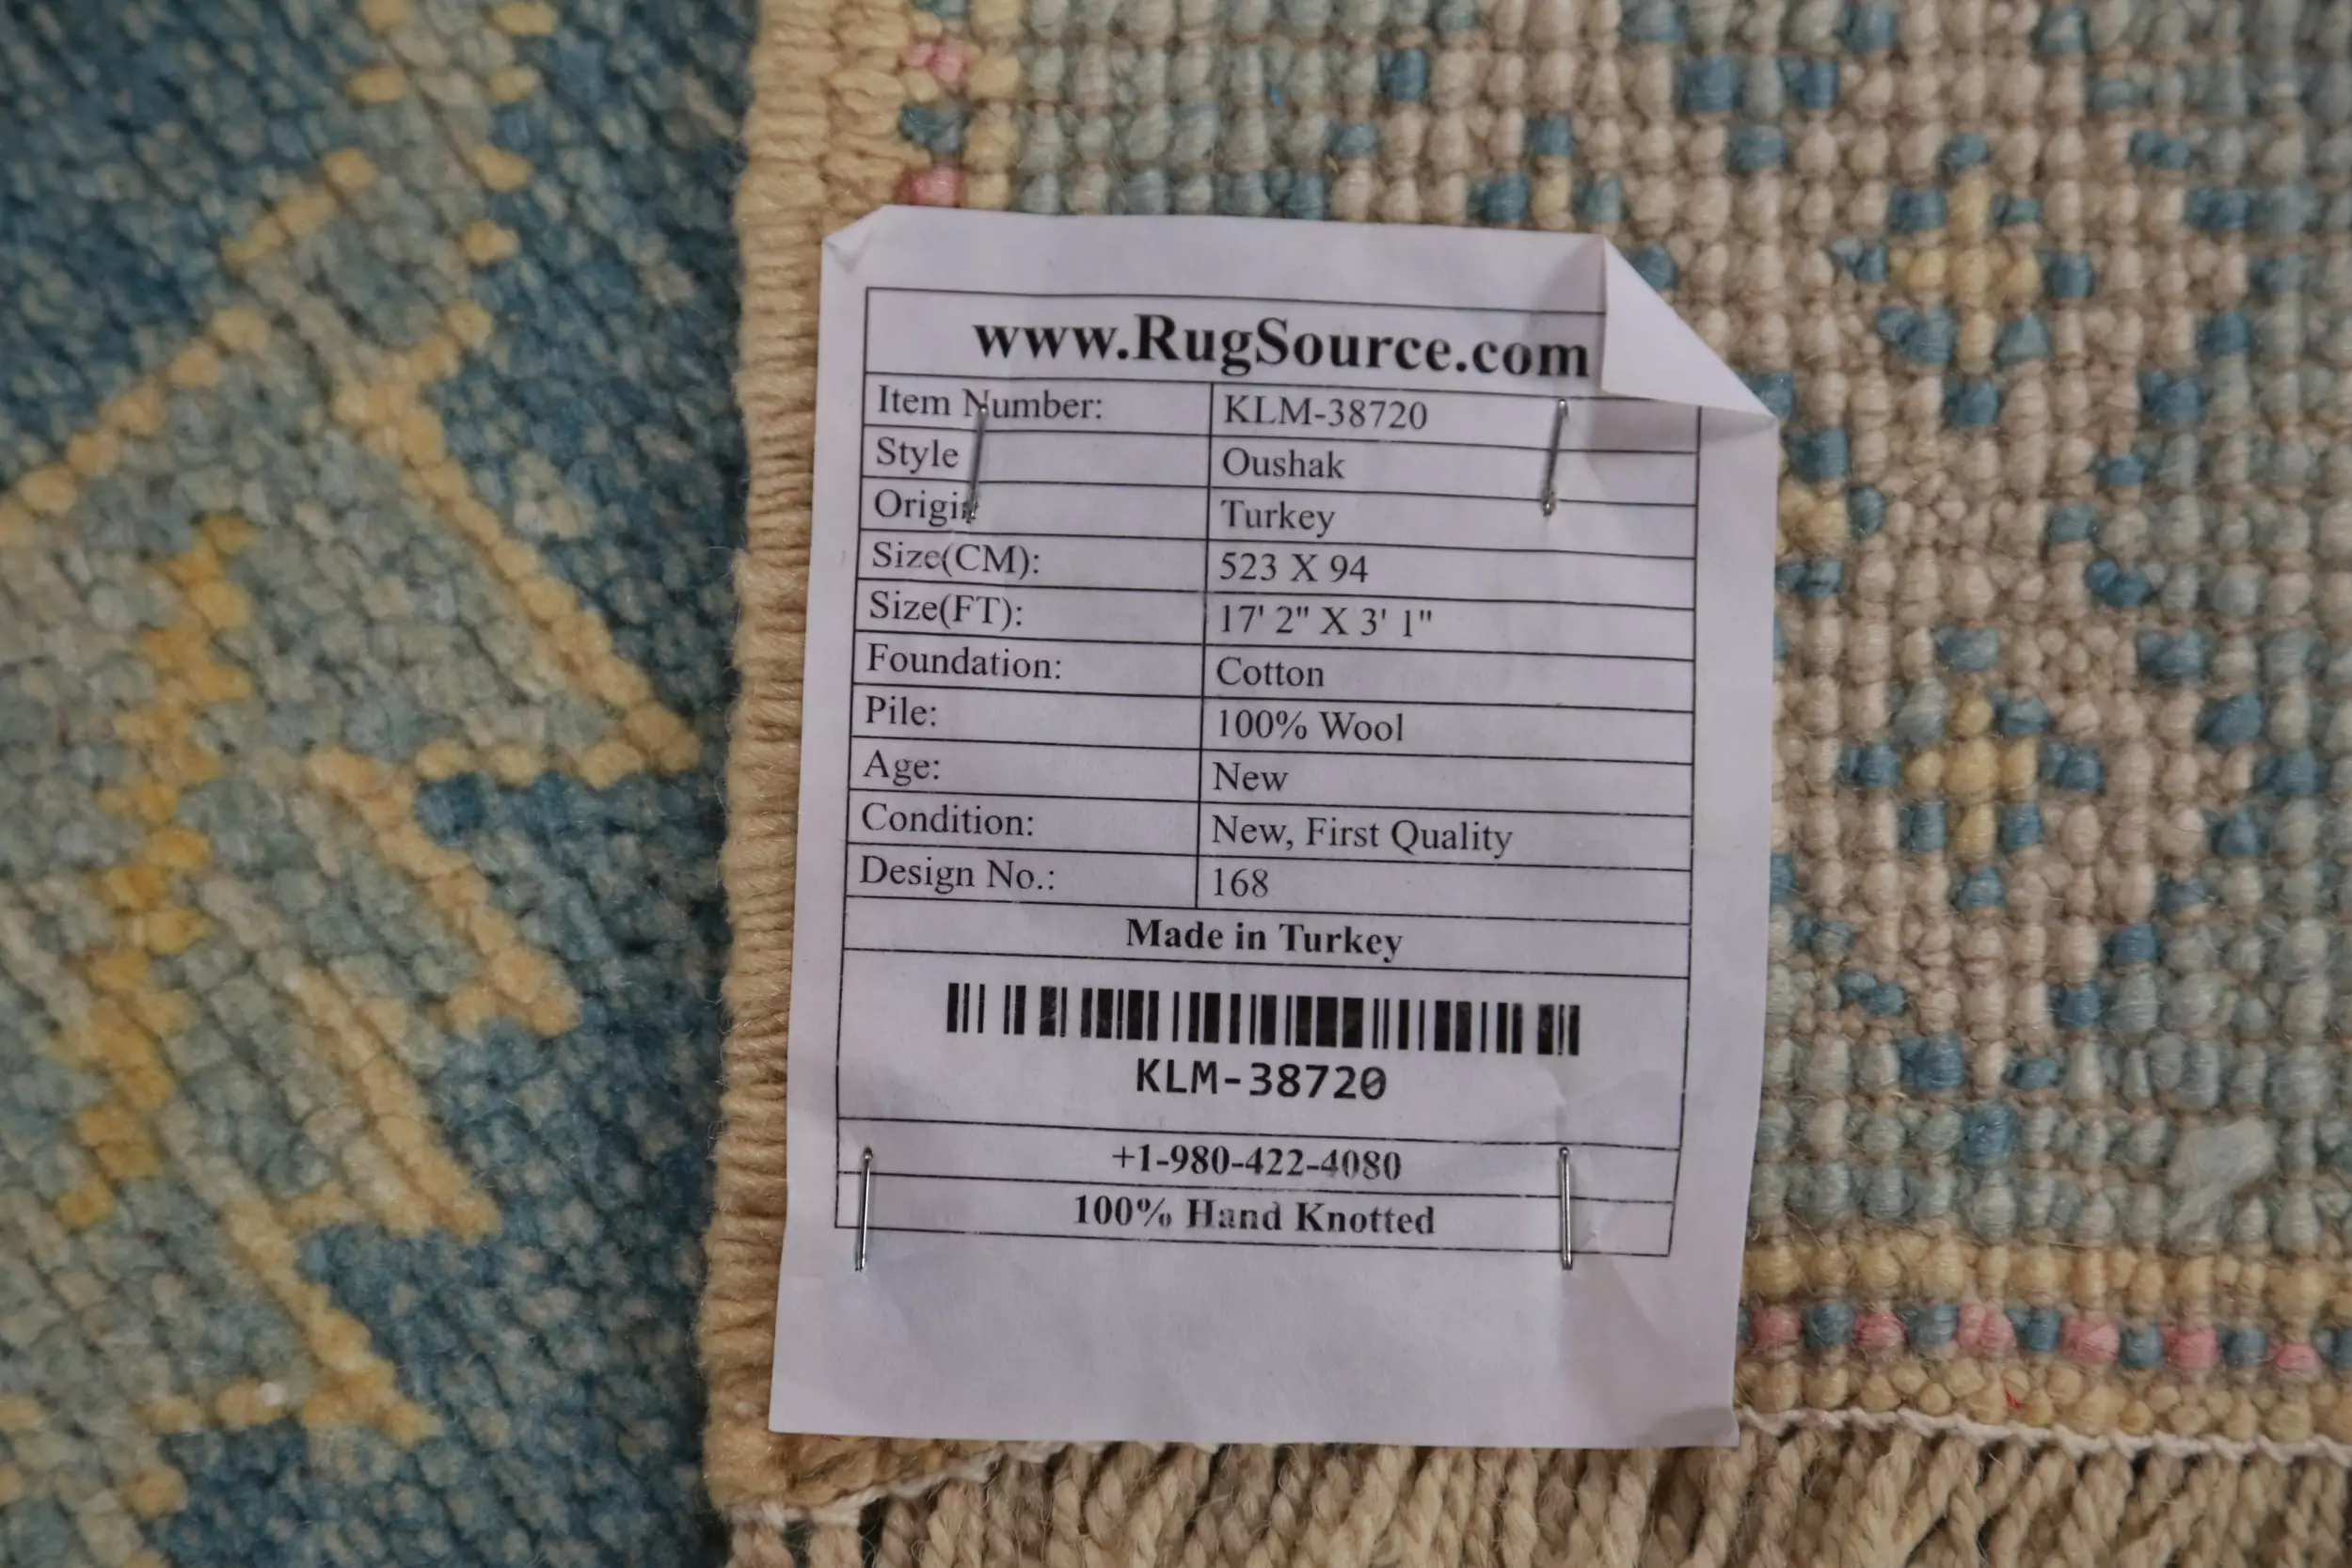 www.RugSource.com
Item Number: KLM-38720
Style Oushak
Origin Turkey
Size(CM): 523 X 94
Size(FT): 17' 2" X 3' 1"
Foundation: Cotton
Pile: 100% Wool
Age: New
Condition: New, First Quality
Design No.: 168
Made in Turkey
KLM-38720
+1-980-422-4080
100% Hand Knotted